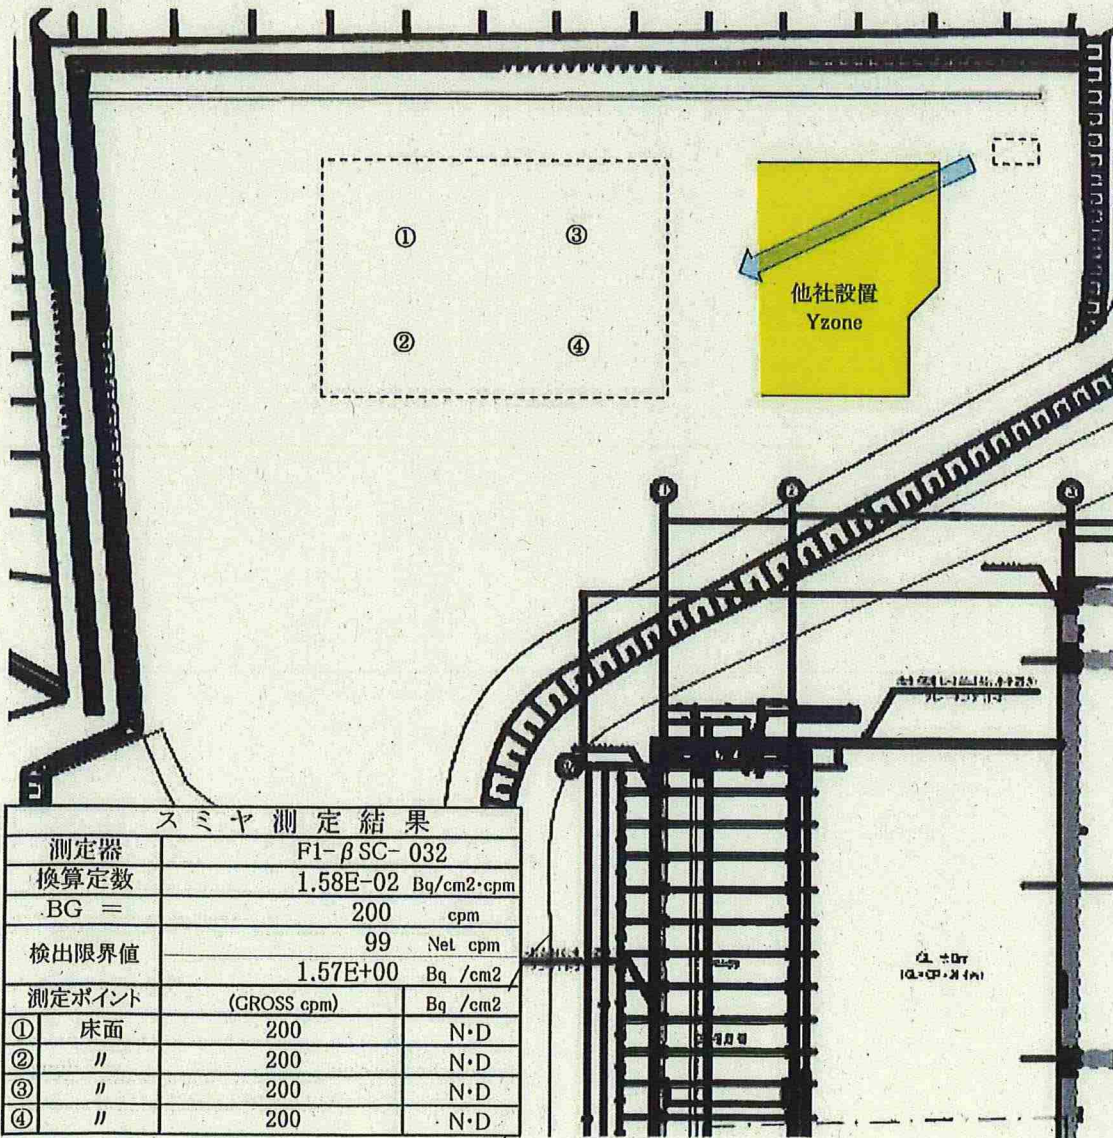 ① ③
② ④
他社設置
Yzone
① ② ③
スミヤ測定結果
測定器 F1-βSC-032
換算定数 1.58E-02 Bq/cm2・cpm
BG = 200 cpm
検出限界値 99 Net cpm
1.57E+00 Bq /cm2
測定ポイント (GROSS cpm) Bq /cm2
① 床面 200 N・D
② 〃 200 N・D
③ 〃 200 N・D
④ 〃 200 N・D